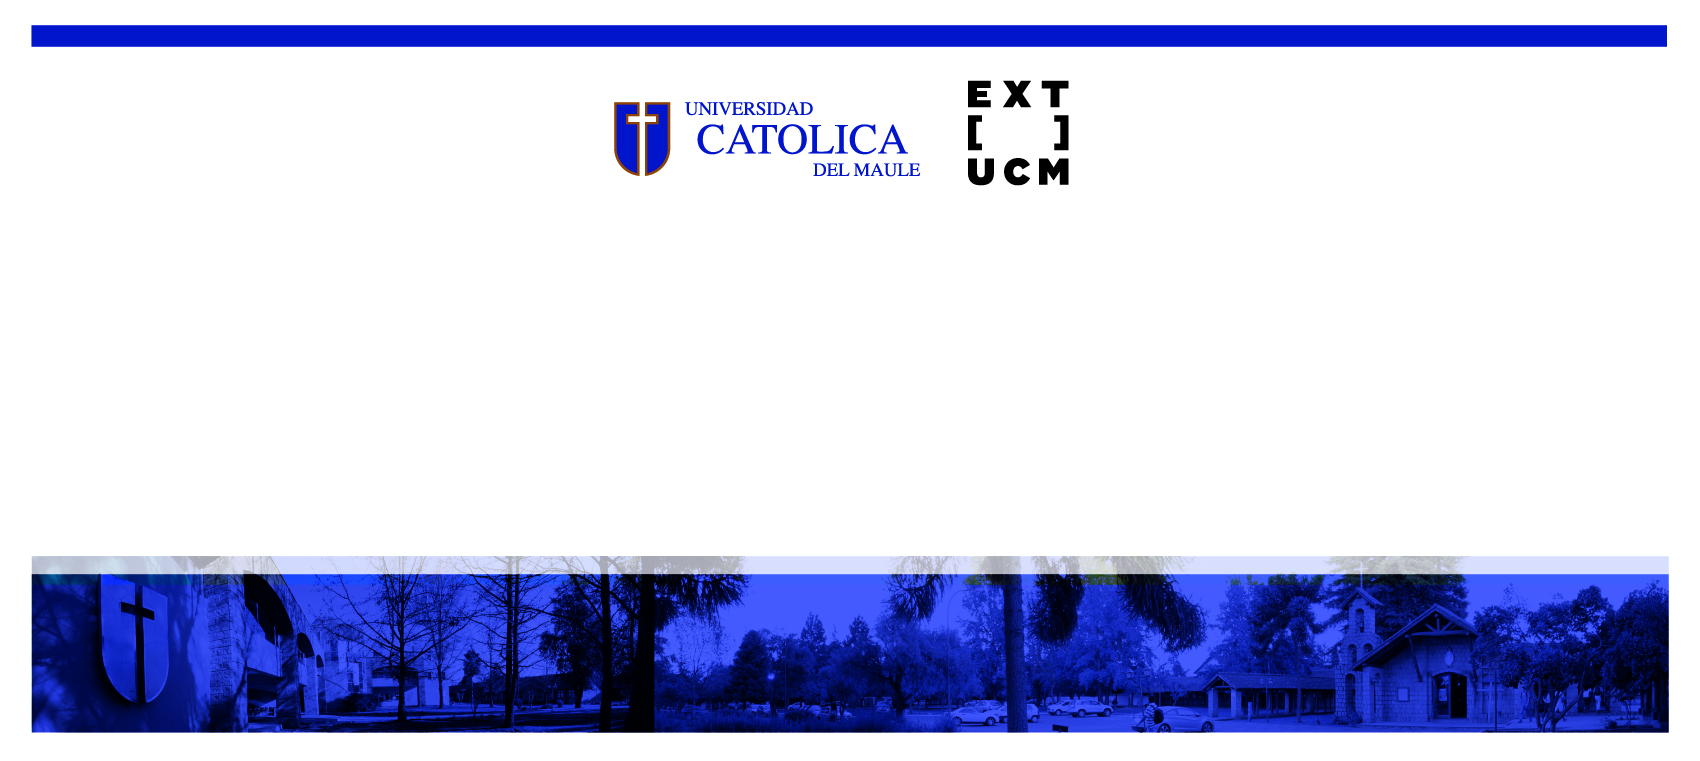 UNIVERSIDAD
CATOLICA
DEL MAULE
EXT
[ ]
UCM